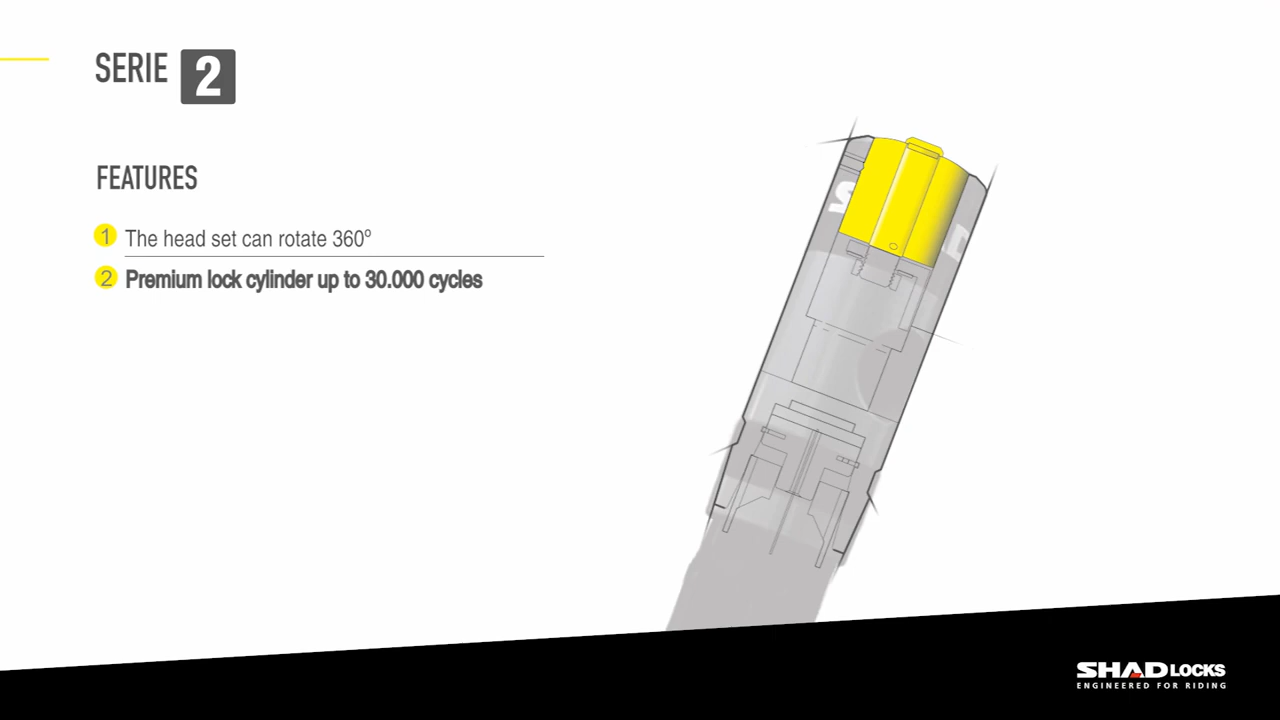 SERIE 2
FEATURES
1 The head set can rotate 360º
2 Premium lock cylinder up to 30.000 cycles
SHAD LOCKS
ENGINEERED FOR RIDING